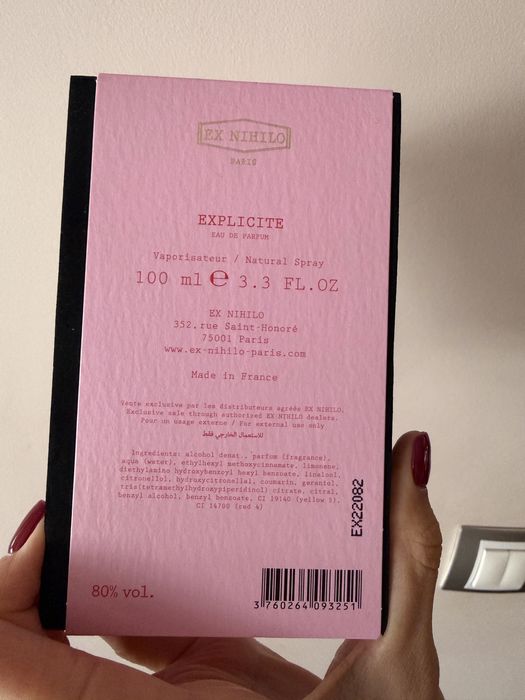 EX NIHILO
PARIS
EXPLICITE
EAU DE PARFUM
Vaporisateur / Natural Spray
100 ml ℮ 3.3 FL.OZ
EX NIHILO
352, rue Saint-Honoré
75001 Paris
www.ex-nihilo-paris.com
Made in France
Vente exclusive par les distributeurs agréés EX NIHILO.
Exclusive sale through authorized EX NIHILO dealers.
Pour un usage externe / For external use only
للاستعمال الخارجي فقط
Ingredients: alcohol denat., parfum (fragrance),
aqua (water), ethylhexyl methoxycinnamate, limonene,
diethylamino hydroxybenzoyl hexyl benzoate, linalool,
citronellol, hydroxycitronellal, coumarin, geraniol,
tris(tetramethylhydroxypiperidinol) citrate, citral,
benzyl alcohol, benzyl benzoate, CI 19140 (yellow 5),
CI 14700 (red 4)
EX22082
80% vol.
3 760264 093251